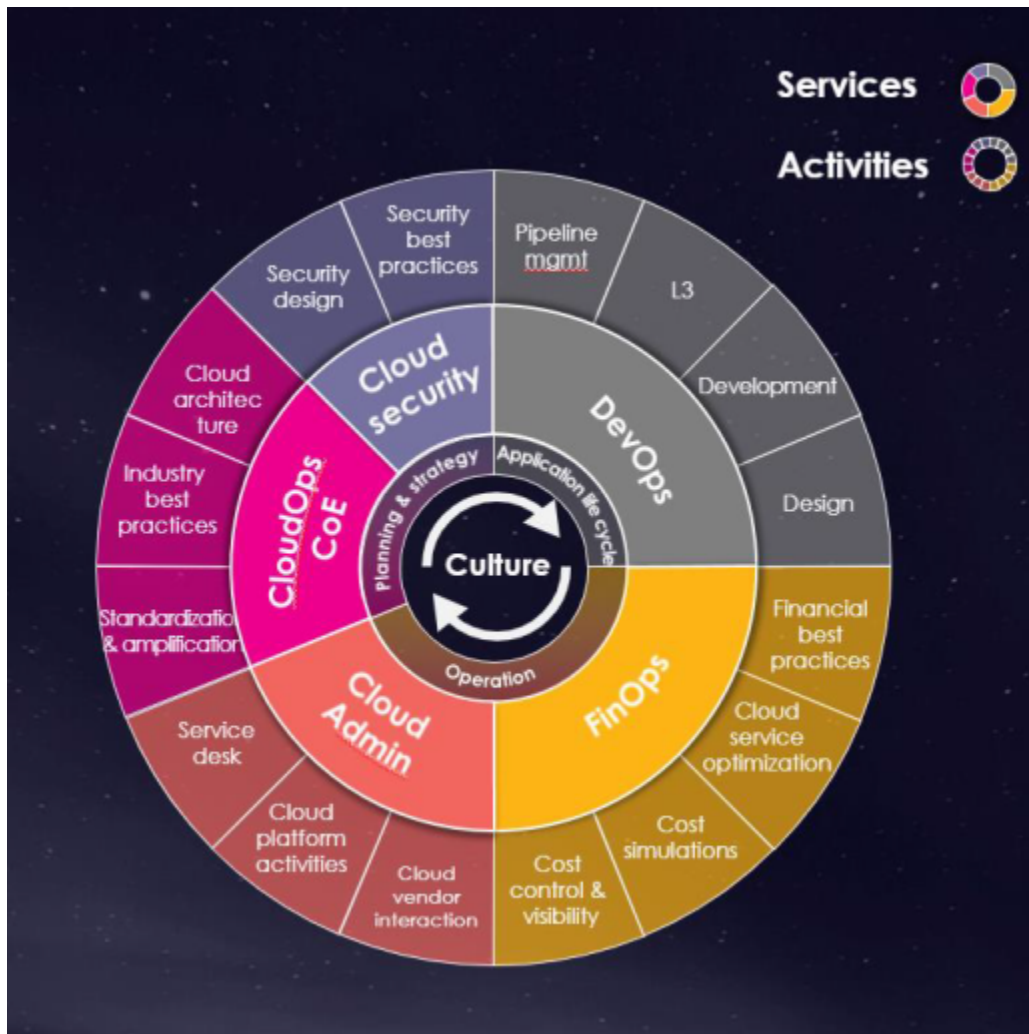 Services
Activities
Security
best
practices
Pipeline
mgmt
Security
design
L3
Cloud
architec
ture
Development
Industry
best
practices
Design
Standardization
& amplification
Financial
best
practices
Service
desk
Cloud
service
optimization
Cloud
platform
activities
Cost
simulations
Cloud
vendor
interaction
Cost
control &
visibility
Cloud
security
DevOps
CloudOps
CoE
Cloud
Admin
FinOps
Planning & strategy
Application life cycle
Operation
Culture